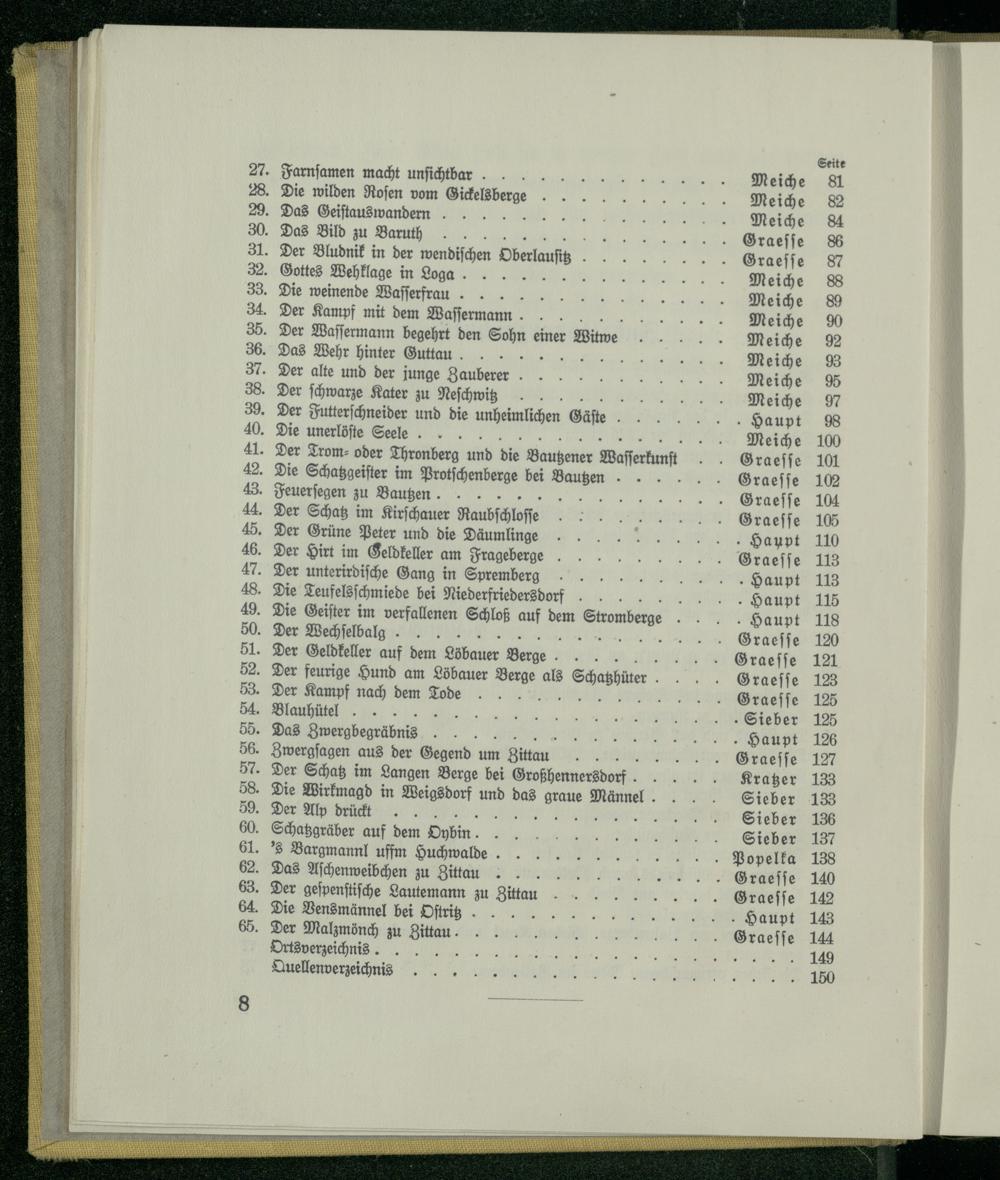 Seite
27. Farnsamen macht unsichtbar . . . . . . . . . . . . . Meiche 81
28. Die wilden Rosen vom Gickelsberge . . . . . . . . . . Meiche 82
29. Das Geistauswandern . . . . . . . . . . . . . . Meiche 84
30. Das Bild zu Baruth . . . . . . . . . . . . . . Graesse 86
31. Der Bludnik in der wendischen Oberlausitz . . . . . . . . Graesse 87
32. Gottes Wehklage in Loga . . . . . . . . . . . . . Meiche 88
33. Die weinende Wasserfrau . . . . . . . . . . . . . Meiche 89
34. Der Kampf mit dem Wassermann . . . . . . . . . . . Meiche 90
35. Der Wassermann begehrt den Sohn einer Witwe . . . . . Meiche 92
36. Das Wehr hinter Guttau . . . . . . . . . . . . . Meiche 93
37. Der alte und der junge Zauberer . . . . . . . . . . . Meiche 95
38. Der schwarze Kater zu Neschwitz . . . . . . . . . . Meiche 97
39. Der Futterschneider und die unheimlichen Gäste . . . . . . . Haupt 98
40. Die unerlöste Seele . . . . . . . . . . . . . . . Meiche 100
41. Der Trom- oder Thronberg und die Bautzener Wasserkunst . . Graesse 101
42. Die Schatzgeister im Protschenberge bei Bautzen . . . . . . Graesse 102
43. Feuersegen zu Bautzen . . . . . . . . . . . . . . Graesse 104
44. Der Schatz im Kirschauer Raubschlosse . . . . . . . . . Graesse 105
45. Der Grüne Peter und die Däumlinge . . . . . . . . . . Haupt 110
46. Der Hirt im Geldkeller am Frageberge . . . . . . . . . Graesse 113
47. Der unterirdische Gang in Spremberg . . . . . . . . . . Haupt 113
48. Die Teufelsschmiede bei Niederfriedersdorf . . . . . . . . . Haupt 115
49. Die Geister im verfallenen Schloß auf dem Stromberge . . . . Haupt 118
50. Der Wechselbalg . . . . . . . . . . . . . . . . Graesse 120
51. Der Geldkeller auf dem Löbauer Berge . . . . . . . . . Graesse 121
52. Der feurige Hund am Löbauer Berge als Schatzhüter . . . . Graesse 123
53. Der Kampf nach dem Tode . . . . . . . . . . . . Graesse 125
54. Blauhütel . . . . . . . . . . . . . . . . . . . Sieber 125
55. Das Zwergbegräbnis . . . . . . . . . . . . . . . Haupt 126
56. Zwergsagen aus der Gegend um Zittau . . . . . . . . Graesse 127
57. Der Schatz im Langen Berge bei Großhennersdorf . . . . . Kratzer 133
58. Die Wirkmagd in Weigsdorf und das graue Männel . . . . Sieber 133
59. Der Alp drückt . . . . . . . . . . . . . . . . Sieber 136
60. Schatzgräber auf dem Oybin . . . . . . . . . . . . . Sieber 137
61. 's Bargmannl uffm Huchwalde . . . . . . . . . . . . Popelka 138
62. Das Aschenweibchen zu Zittau . . . . . . . . . . . . Graesse 140
63. Der gespenstische Lautemann zu Zittau . . . . . . . . . Graesse 142
64. Die Vensmännel bei Ostritz . . . . . . . . . . . . . . Haupt 143
65. Der Malzmönch zu Zittau . . . . . . . . . . . . . Graesse 144
Ortsverzeichnis . . . . . . . . . . . . . . . . . . . . 149
Quellenverzeichnis . . . . . . . . . . . . . . . . . . 150
8